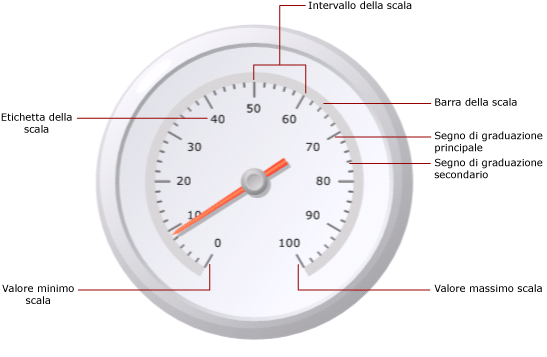 Intervallo della scala
Barra della scala
Etichetta della
scala
Segno di graduazione
principale
Segno di graduazione
secondario
50
40
60
30
70
20
80
10
90
0
100
Valore minimo
scala
Valore massimo scala